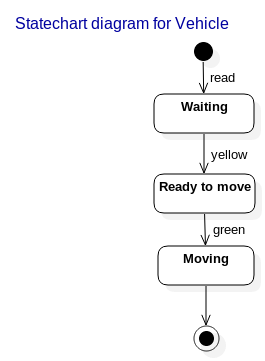 Statechart diagram for Vehicle
read
Waiting
yellow
Ready to move
green
Moving